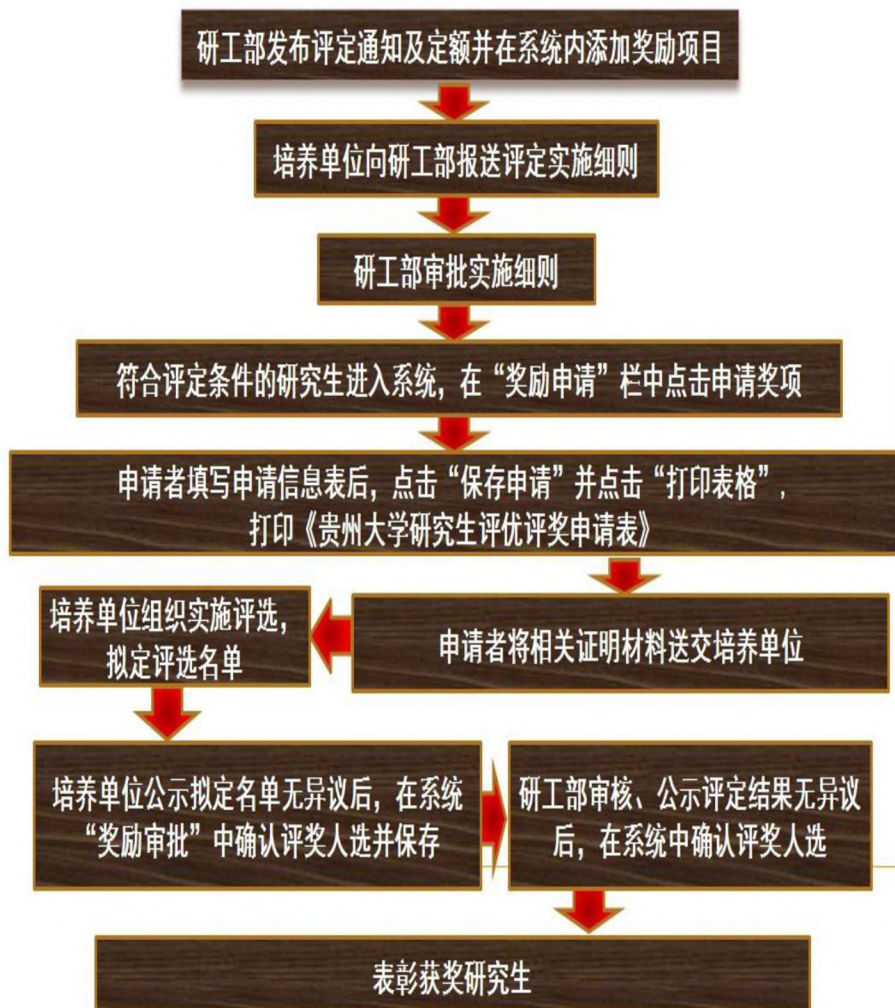 研工部发布评定通知及定额并在系统内添加奖励项目
培养单位向研工部报送评定实施细则
研工部审批实施细则
符合评定条件的研究生进入系统，在“奖励申请”栏中点击申请奖项
申请者填写申请信息表后，点击“保存申请”并点击“打印表格”，
打印《贵州大学研究生评优评奖申请表》
申请者将相关证明材料送交培养单位
培养单位组织实施评选，
拟定评选名单
培养单位公示拟定名单无异议后，在系统
“奖励审批”中确认评奖人选并保存
研工部审核、公示评定结果无异议
后，在系统中确认评奖人选
表彰获奖研究生